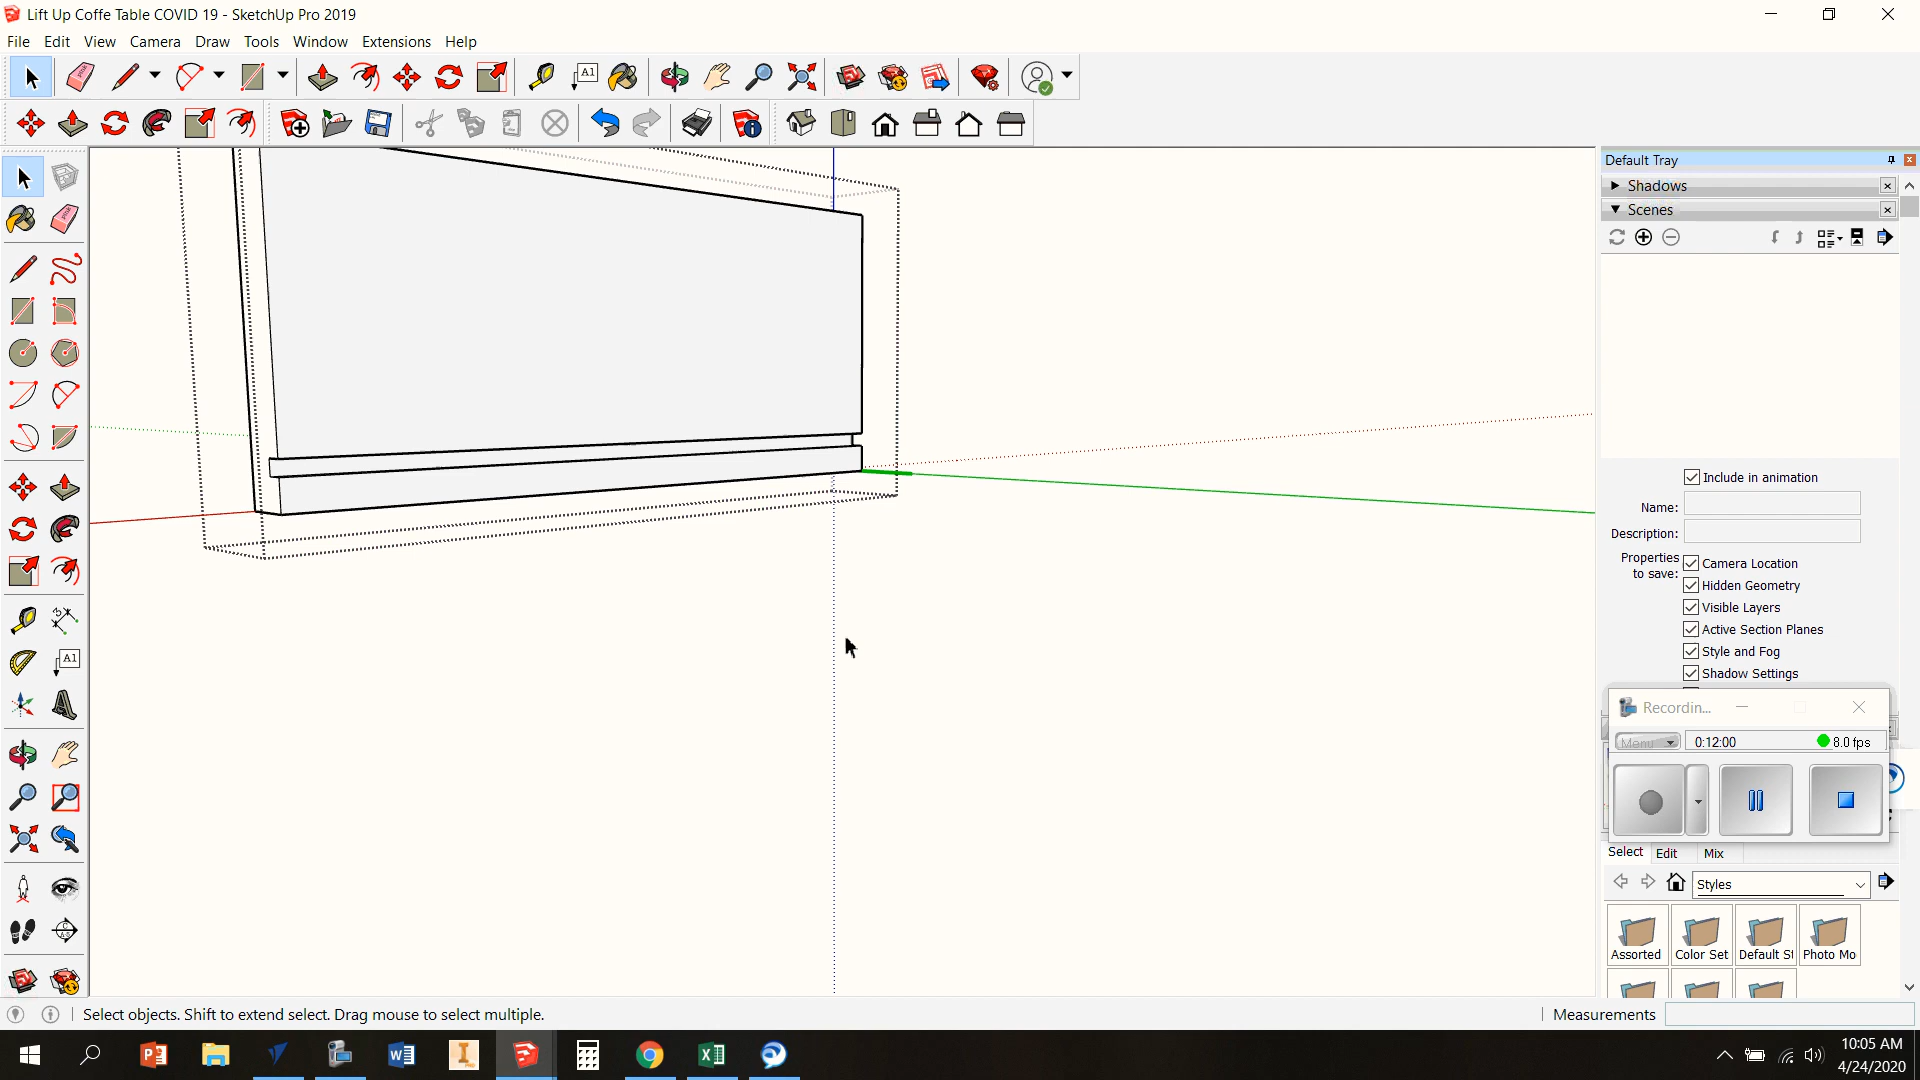 Lift Up Coffe Table COVID 19 - SketchUp Pro 2019
File Edit View Camera Draw Tools Window Extensions Help
A1
Default Tray
Shadows
Scenes
Include in animation
Name:
Description:
Properties to save:
Camera Location
Hidden Geometry
Visible Layers
Active Section Planes
Style and Fog
Shadow Settings
A1
Recordin...
Menu
0:12:00
8.0 fps
Select Edit Mix
Styles
Assorted Color Set Default St Photo Mo
Select objects. Shift to extend select. Drag mouse to select multiple.
Measurements
10:05 AM
4/24/2020